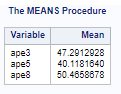 The MEANS Procedure
Variable Mean
ape3 47.2912928
ape5 40.1181640
ape8 50.4658678